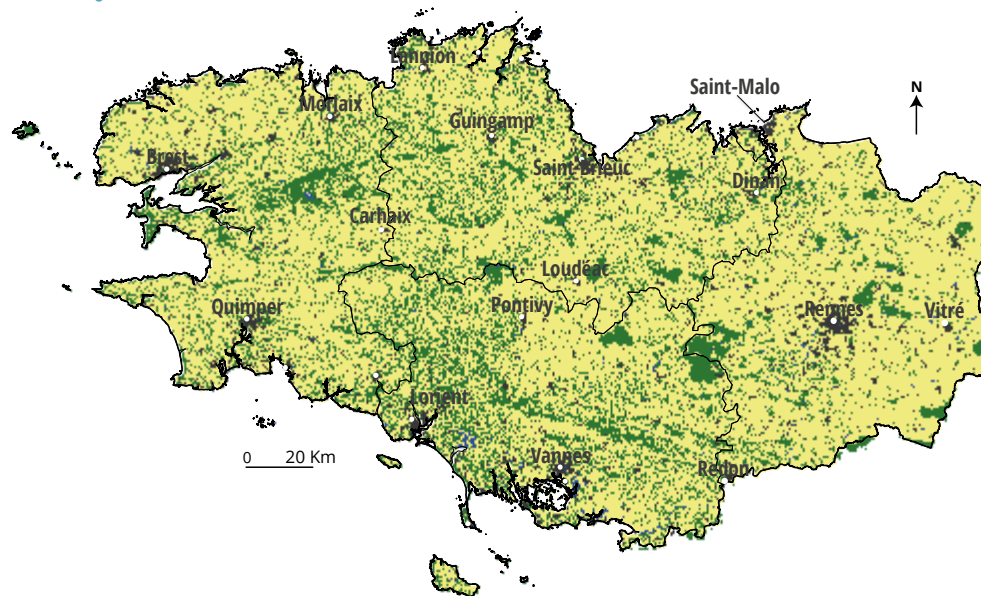 Lannion
Saint-Malo
N
Morlaix
Guingamp
Brest
Saint-Brieuc
Dinan
Carhaix
Loudéac
Quimper
Pontivy
Rennes
Vitré
Lorient
0 20 Km
Vannes
Redon